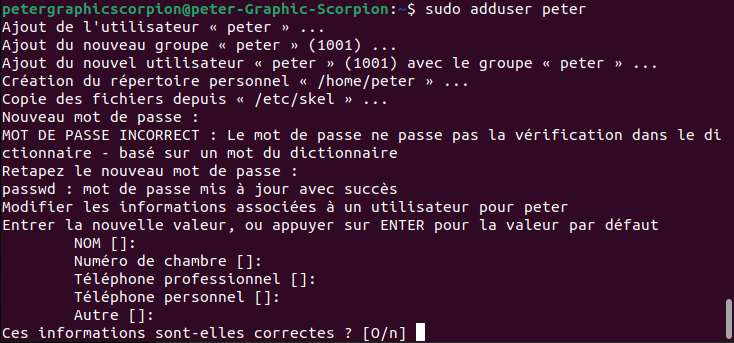 petergraphicscorpion@peter-Graphic-Scorpion:~$ sudo adduser peter
Ajout de l'utilisateur « peter » ...
Ajout du nouveau groupe « peter » (1001) ...
Ajout du nouvel utilisateur « peter » (1001) avec le groupe « peter » ...
Création du répertoire personnel « /home/peter » ...
Copie des fichiers depuis « /etc/skel » ...
Nouveau mot de passe :
MOT DE PASSE INCORRECT : Le mot de passe ne passe pas la vérification dans le di
ctionnaire - basé sur un mot du dictionnaire
Retapez le nouveau mot de passe :
passwd : mot de passe mis à jour avec succès
Modifier les informations associées à un utilisateur pour peter
Entrer la nouvelle valeur, ou appuyer sur ENTER pour la valeur par défaut
NOM []:
Numéro de chambre []:
Téléphone professionnel []:
Téléphone personnel []:
Autre []:
Ces informations sont-elles correctes ? [O/n]